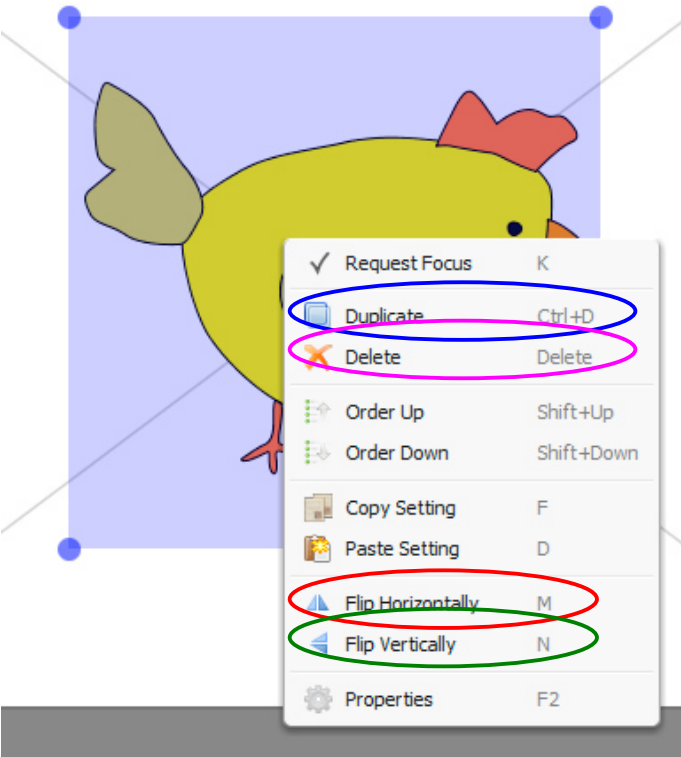 Request Focus K
Duplicate Ctrl+D
Delete Delete
Order Up Shift+Up
Order Down Shift+Down
Copy Setting F
Paste Setting D
Flip Horizontally M
Flip Vertically N
Properties F2